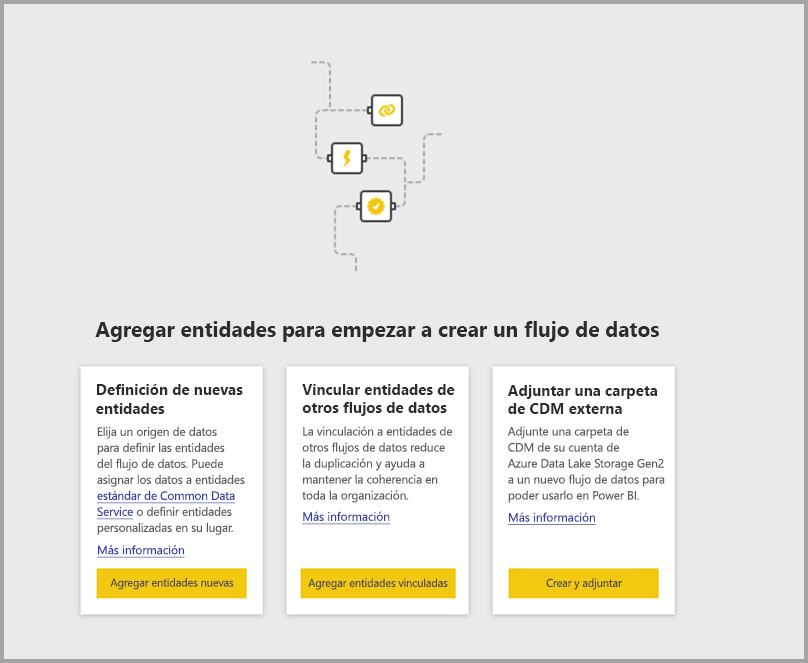 Agregar entidades para empezar a crear un flujo de datos
Definición de nuevas
entidades
Elija un origen de datos
para definir las entidades
del flujo de datos. Puede
asignar los datos a entidades
estándar de Common Data
Service o definir entidades
personalizadas en su lugar.
Más información
Agregar entidades nuevas
Vincular entidades de
otros flujos de datos
La vinculación a entidades de
otros flujos de datos reduce
la duplicación y ayuda a
mantener la coherencia en
toda la organización.
Más información
Agregar entidades vinculadas
Adjuntar una carpeta
de CDM externa
Adjunte una carpeta de
CDM de su cuenta de
Azure Data Lake Storage Gen2
a un nuevo flujo de datos para
poder usarlo en Power BI.
Más información
Crear y adjuntar